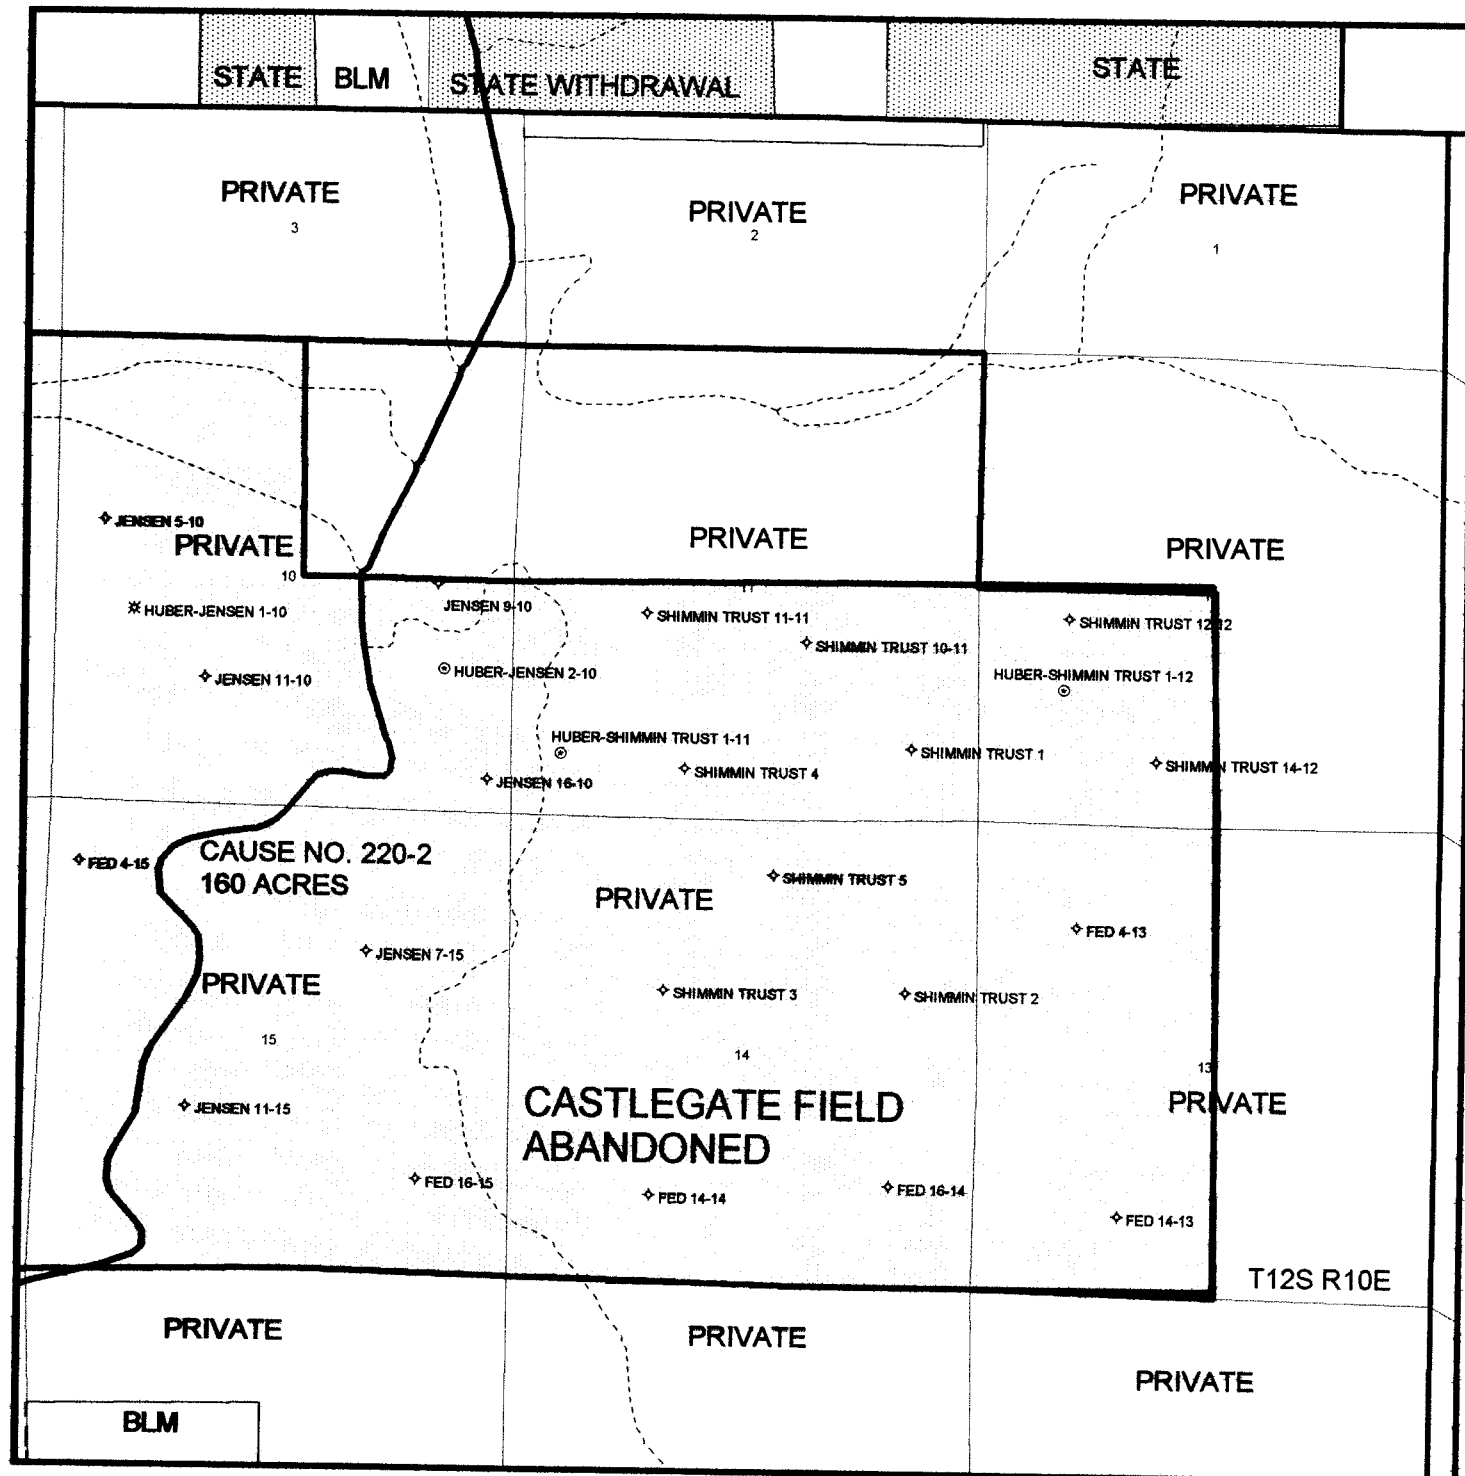 STATE
BLM
STATE WITHDRAWAL
STATE
PRIVATE
3
PRIVATE
2
PRIVATE
1
JENSEN 5-10
PRIVATE
10
PRIVATE
PRIVATE
HUBER-JENSEN 1-10
JENSEN 9-10
SHIMMIN TRUST 11-11
11
SHIMMIN TRUST 10-11
SHIMMIN TRUST 12-12
JENSEN 11-10
HUBER-JENSEN 2-10
HUBER-SHIMMIN TRUST 1-12
HUBER-SHIMMIN TRUST 1-11
JENSEN 16-10
SHIMMIN TRUST 4
SHIMMIN TRUST 1
SHIMMIN TRUST 14-12
FED 4-15
CAUSE NO. 220-2
160 ACRES
PRIVATE
SHIMMIN TRUST 5
FED 4-13
JENSEN 7-15
PRIVATE
SHIMMIN TRUST 3
SHIMMIN TRUST 2
15
14
13
JENSEN 11-15
CASTLEGATE FIELD
ABANDONED
PRIVATE
FED 16-15
FED 14-14
FED 16-14
FED 14-13
T12S R10E
PRIVATE
PRIVATE
PRIVATE
BLM